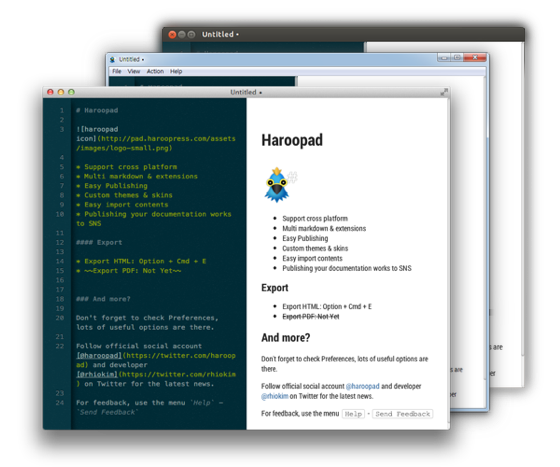 Untitled •
Untitled •
File View Action Help
Untitled •
1 # Haroopad
2
3 ![haroopad
icon](http://pad.haroopress.com/assets
/images/logo-small.png)
4
5 * Support cross platform
6 * Multi markdown & extensions
7 * Easy Publishing
8 * Custom themes & skins
9 * Easy import contents
10 * Publishing your documentation works
to SNS
11
12 #### Export
13
14 * Export HTML: Option + Cmd + E
15 * ~~Export PDF: Not Yet~~
16
17
18 ### And more?
19
20 Don't forget to check Preferences,
lots of useful options are there.
21
22 Follow official social account
[@haroopad](https://twitter.com/haroop
ad) and developer
[@rhiokim](https://twitter.com/rhiokim
) on Twitter for the latest news.
23
24 For feedback, use the menu `Help` -
`Send Feedback`
Haroopad
• Support cross platform
• Multi markdown & extensions
• Easy Publishing
• Custom themes & skins
• Easy import contents
• Publishing your documentation works to SNS
Export
• Export HTML: Option + Cmd + E
• Export PDF: Not Yet
And more?
Don't forget to check Preferences, lots of useful options are
there.
Follow official social account @haroopad and developer
@rhiokim on Twitter for the latest news.
For feedback, use the menu Help - Send Feedback